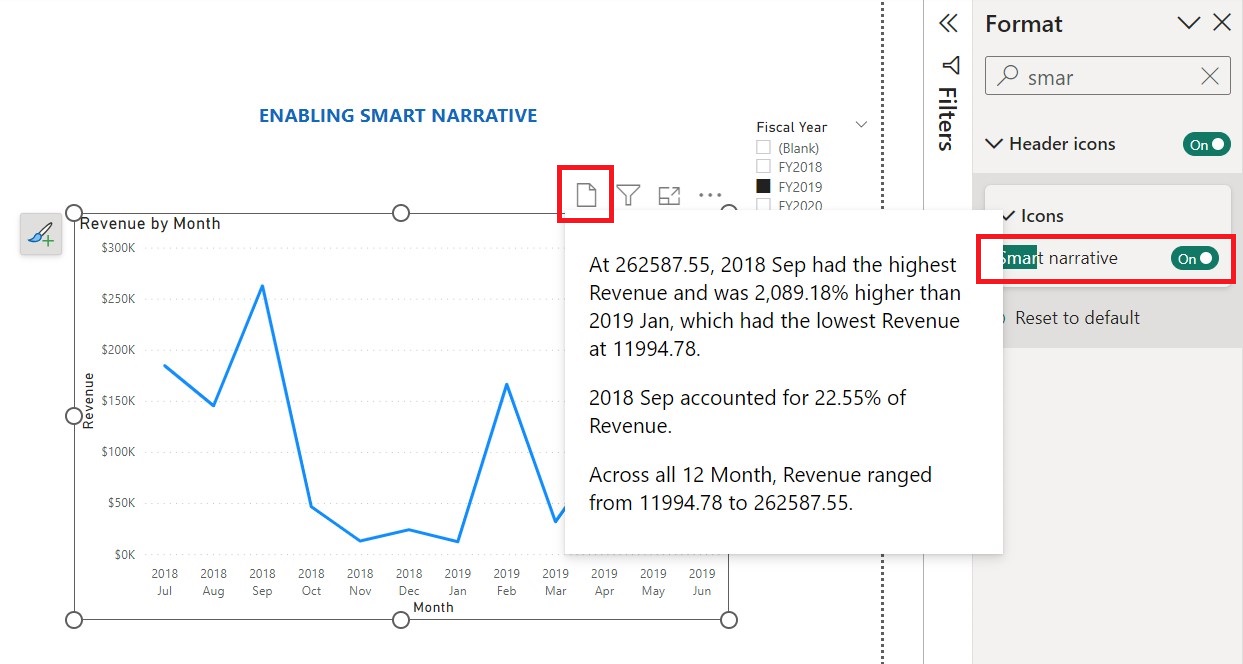 ENABLING SMART NARRATIVE
Fiscal Year
(Blank)
FY2018
FY2019
FY2020
Revenue by Month
$300K
$250K
$200K
$150K
$100K
$50K
$0K
Revenue
2018 2018 2018 2018 2018 2018 2019 2019 2019 2019 2019 2019
Jul Aug Sep Oct Nov Dec Jan Feb Mar Apr May Jun
Month
At 262587.55, 2018 Sep had the highest
Revenue and was 2,089.18% higher than
2019 Jan, which had the lowest Revenue
at 11994.78.
2018 Sep accounted for 22.55% of
Revenue.
Across all 12 Month, Revenue ranged
from 11994.78 to 262587.55.
Filters
Format
smar
Header icons On
Icons
Smart narrative On
Reset to default